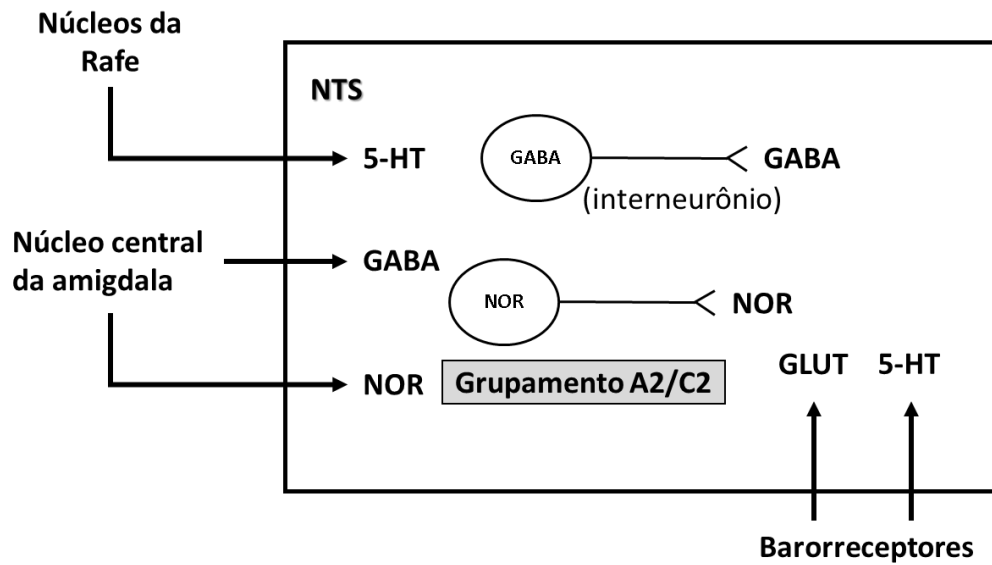 Núcleos da
Rafe
NTS
5-HT
GABA
GABA
(interneurônio)
Núcleo central
da amigdala
GABA
NOR
NOR
NOR
Grupamento A2/C2
GLUT
5-HT
Barorreceptores